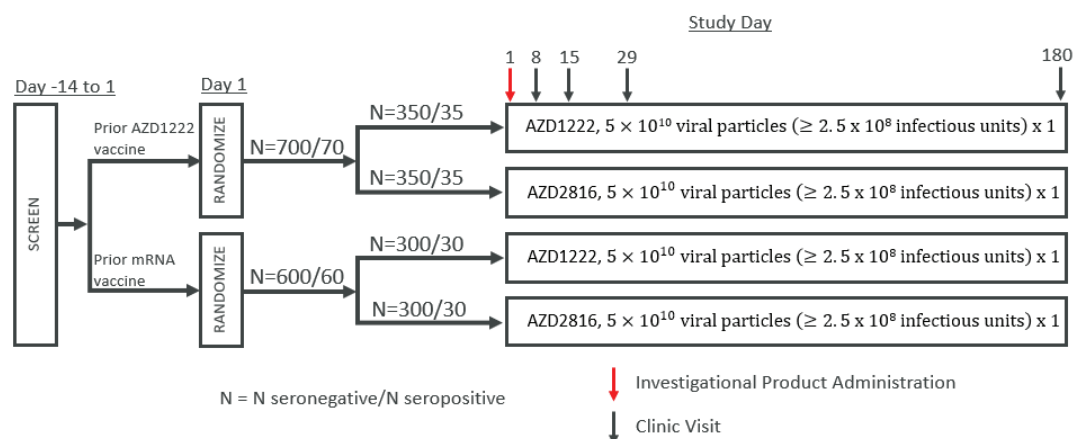 Study Day
1 8 15 29 180
Day -14 to 1
Day 1
SCREEN
Prior AZD1222
vaccine
RANDOMIZE
N=700/70
N=350/35
AZD1222, 5 × 10¹⁰ viral particles (≥ 2. 5 x 10⁸ infectious units) x 1
N=350/35
AZD2816, 5 × 10¹⁰ viral particles (≥ 2. 5 x 10⁸ infectious units) x 1
Prior mRNA
vaccine
RANDOMIZE
N=600/60
N=300/30
AZD1222, 5 × 10¹⁰ viral particles (≥ 2. 5 x 10⁸ infectious units) x 1
N=300/30
AZD2816, 5 × 10¹⁰ viral particles (≥ 2. 5 x 10⁸ infectious units) x 1
N = N seronegative/N seropositive
Investigational Product Administration
Clinic Visit